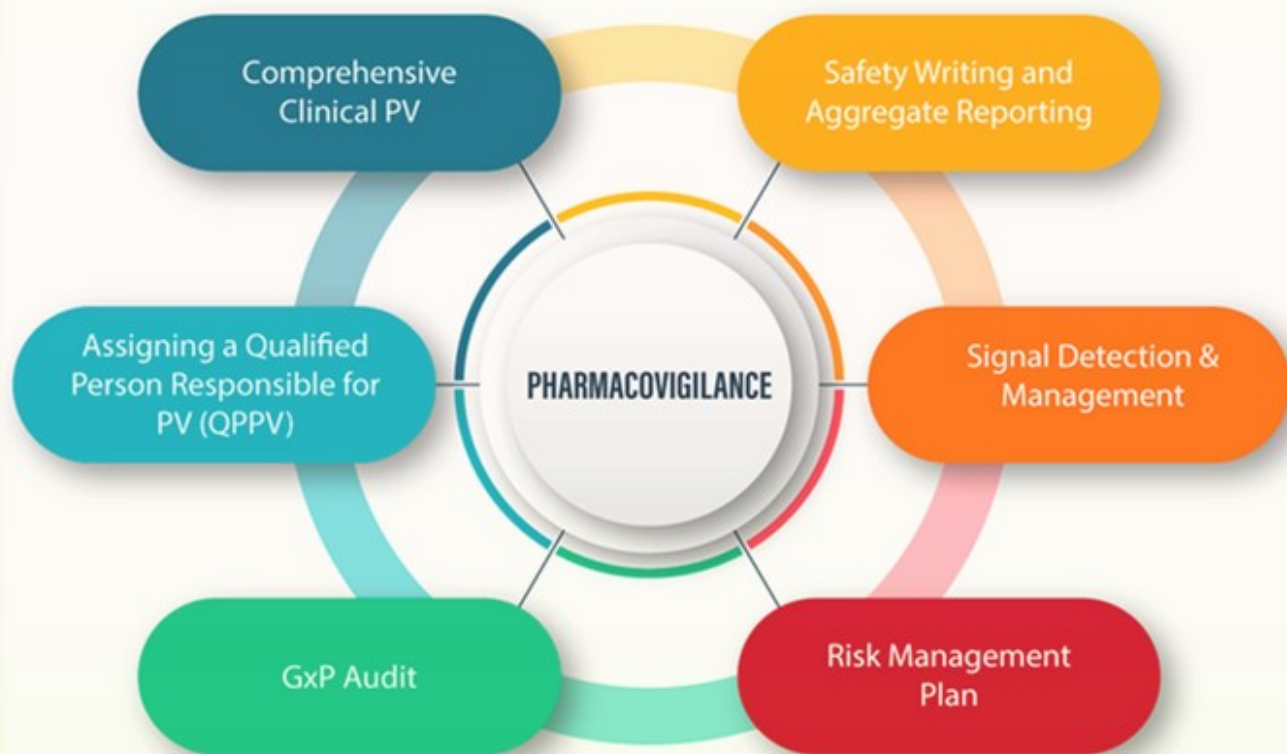 Comprehensive
Clinical PV
Safety Writing and
Aggregate Reporting
Assigning a Qualified
Person Responsible for
PV (QPPV)
PHARMACOVIGILANCE
Signal Detection &
Management
GxP Audit
Risk Management
Plan